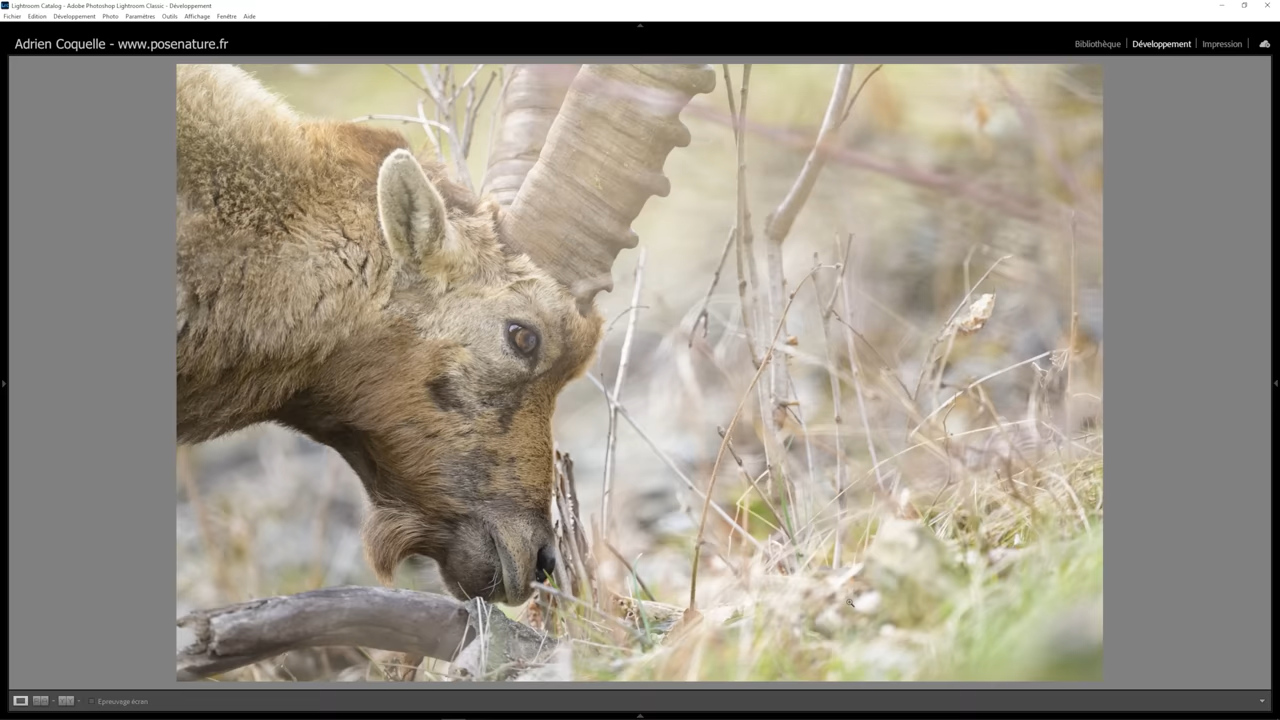 Lightroom Catalog - Adobe Photoshop Lightroom Classic - Développement
Fichier Edition Développement Photo Paramètres Outils Affichage Fenêtre Aide
Adrien Coquelle - www.posenature.fr
Bibliothèque | Développement | Impression |
Epreuvage écran